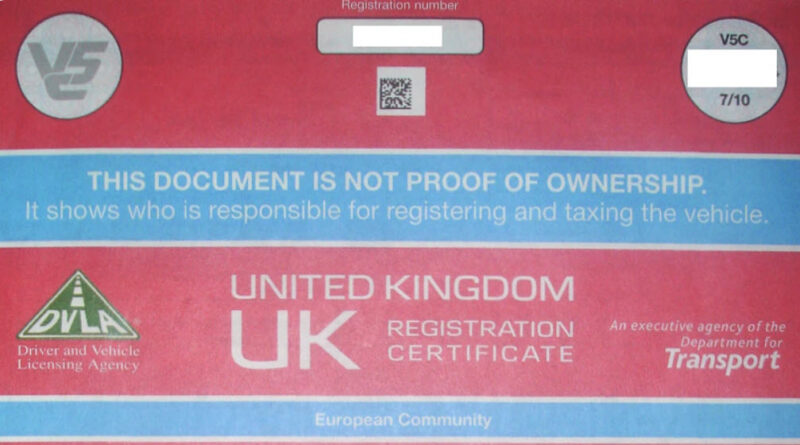 Registration number
V5C
V5C
7/10
THIS DOCUMENT IS NOT PROOF OF OWNERSHIP.
It shows who is responsible for registering and taxing the vehicle.
DVLA
Driver and Vehicle
Licensing Agency
UNITED KINGDOM
UK
REGISTRATION
CERTIFICATE
An executive agency of the
Department for
Transport
European Community